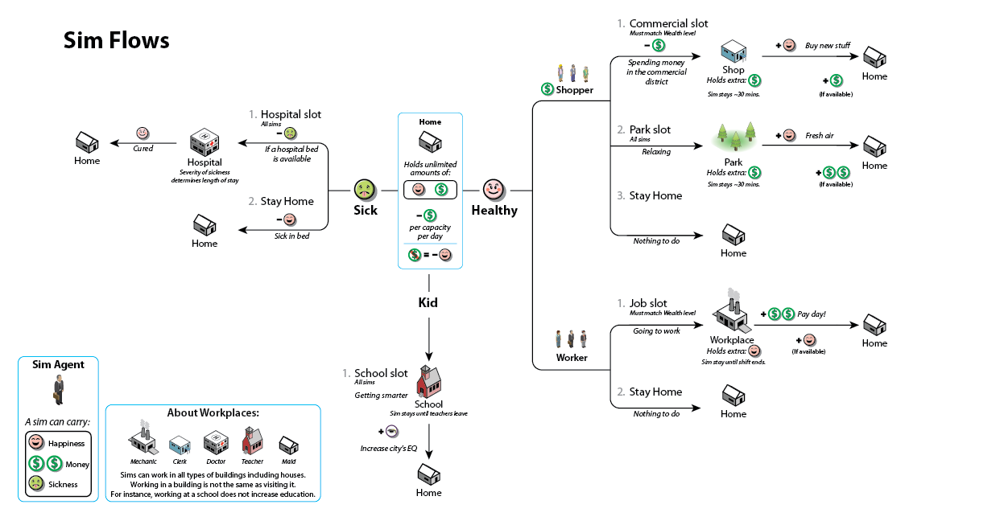 Sim Flows
1. Commercial slot
Must match Wealth level
–$
Spending money
in the commercial
district
Shop
Holds extra: $
Sim stays ~30 mins.
+
Buy new stuff
+$
(If available)
Home
$ Shopper
2. Park slot
All sims
Relaxing
Park
Holds extra: $
Sim stays ~30 mins.
+
Fresh air
+$$
(If available)
Home
3. Stay Home
Nothing to do
Home
1. Hospital slot
All sims
–
If a hospital bed
is available
H
Hospital
Severity of sickness
determines length of stay
Cured
Home
2. Stay Home
–
Sick in bed
Home
Sick
Home
Holds unlimited
amounts of:
$
–$
per capacity
per day
$ = –
Healthy
Kid
1. School slot
All sims
Getting smarter
School
Sim stays until teachers leave
+
Increase city's EQ
Home
Worker
1. Job slot
Must match Wealth level
Going to work
Workplace
Holds extra:
Sim stay until shift ends.
+$$ Pay day!
+
(If available)
Home
2. Stay Home
Nothing to do
Home
Sim Agent
A sim can carry:
Happiness
$$ Money
Sickness
About Workplaces:
H
Mechanic
Clerk
Doctor
Teacher
Maid
Sims can work in all types of buildings including houses.
Working in a building is not the same as visiting it.
For instance, working at a school does not increase education.